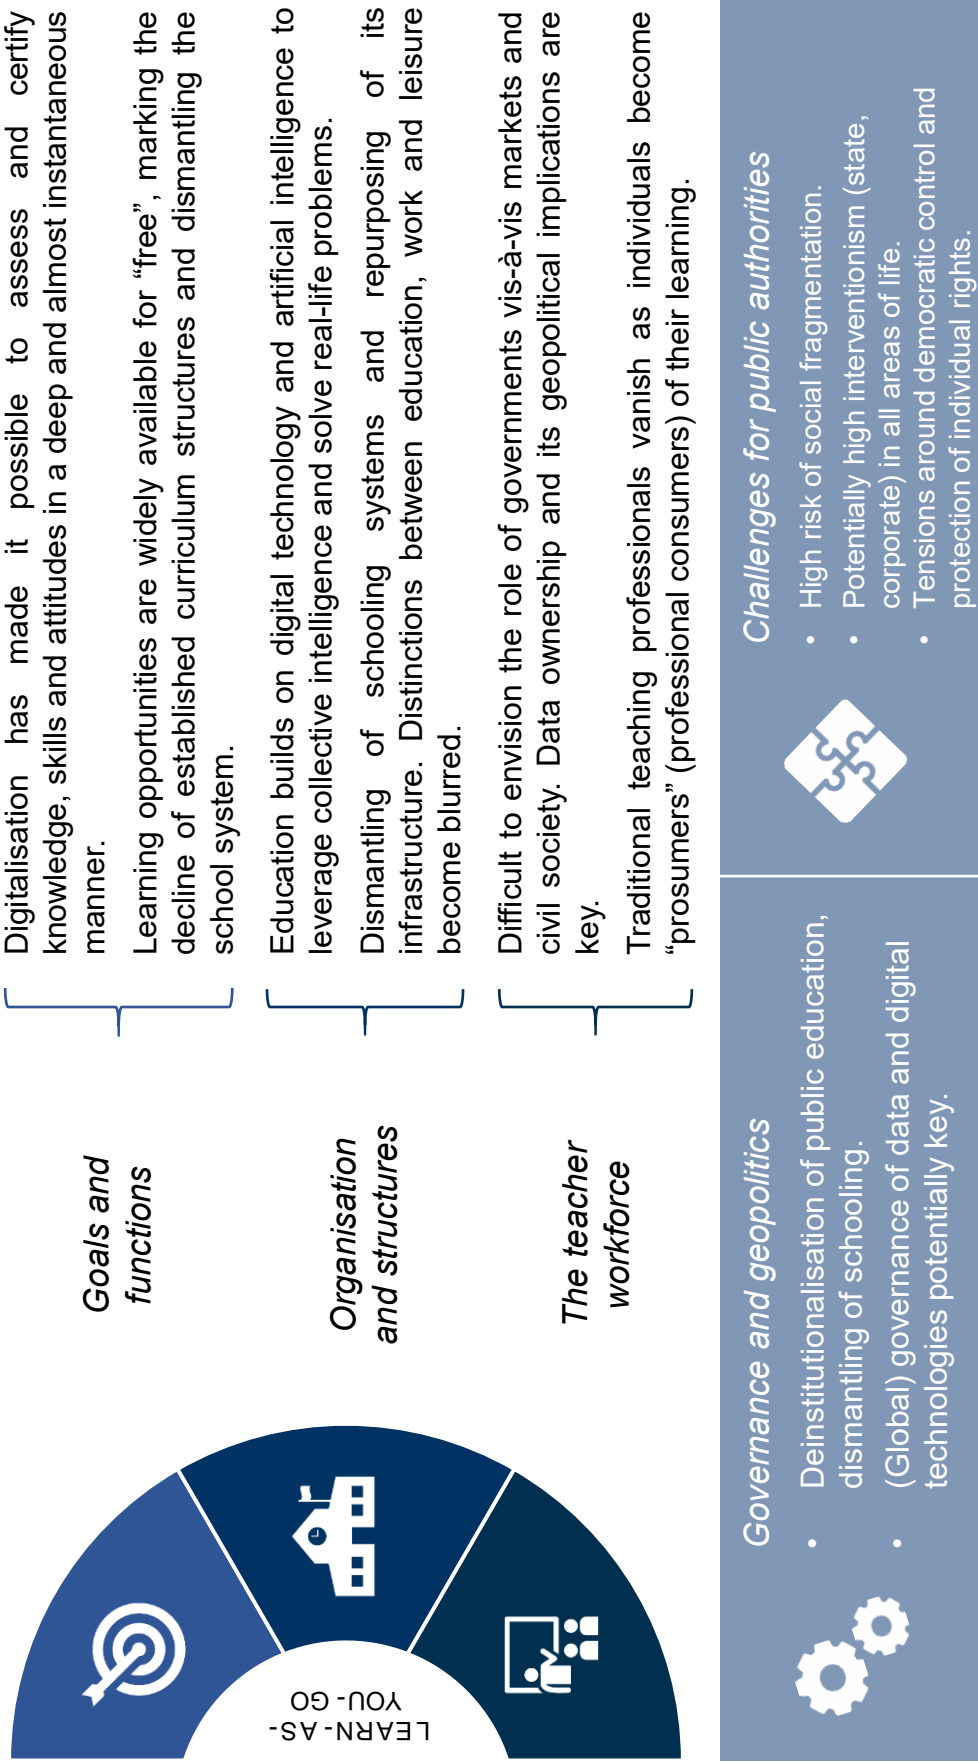 LEARN-AS-
YOU-GO
Goals and
functions
Digitalisation has made it possible to assess and certify
knowledge, skills and attitudes in a deep and almost instantaneous
manner.
Learning opportunities are widely available for “free”, marking the
decline of established curriculum structures and dismantling the
school system.
Organisation
and structures
Education builds on digital technology and artificial intelligence to
leverage collective intelligence and solve real-life problems.
Dismantling of schooling systems and repurposing of its
infrastructure. Distinctions between education, work and leisure
become blurred.
The teacher
workforce
Difficult to envision the role of governments vis-à-vis markets and
civil society. Data ownership and its geopolitical implications are
key.
Traditional teaching professionals vanish as individuals become
“prosumers” (professional consumers) of their learning.
Governance and geopolitics
• Deinstitutionalisation of public education,
dismantling of schooling.
• (Global) governance of data and digital
technologies potentially key.
Challenges for public authorities
• High risk of social fragmentation.
• Potentially high interventionism (state,
corporate) in all areas of life.
• Tensions around democratic control and
protection of individual rights.